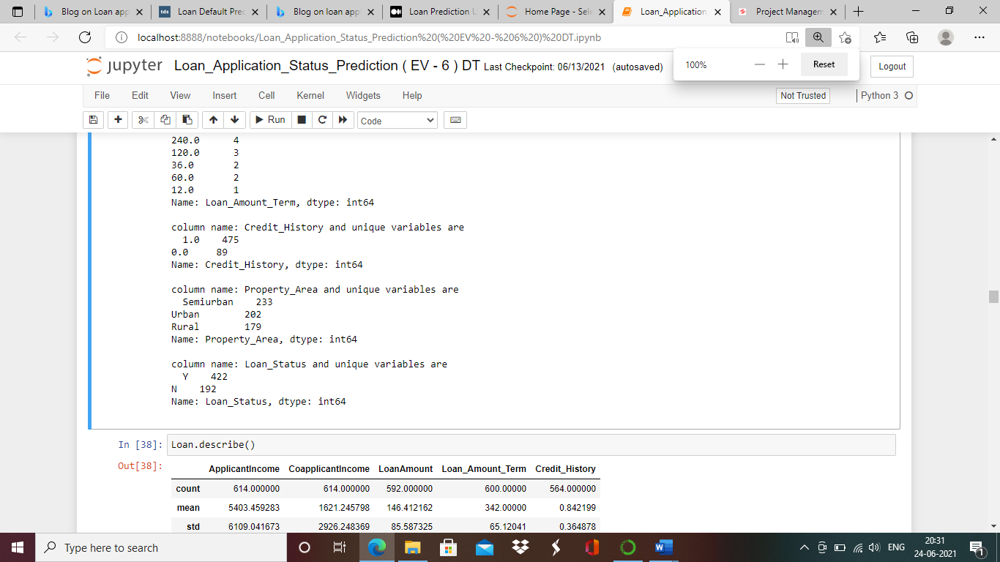 Blog on Loan app
Loan Default Pred
Blog on loan app
Loan Prediction U
Home Page - Sele
Loan_Application
Project Managem
localhost:8888/notebooks/Loan_Application_Status_Prediction%20(%20EV%20-%206%20)%20DT.ipynb
100%
Reset
jupyter Loan_Application_Status_Prediction ( EV - 6 ) DT Last Checkpoint: 06/13/2021 (autosaved)
Logout
File Edit View Insert Cell Kernel Widgets Help
Not Trusted
Python 3
Run
Code
240.0 4
120.0 3
36.0 2
60.0 2
12.0 1
Name: Loan_Amount_Term, dtype: int64
column name: Credit_History and unique variables are
1.0 475
0.0 89
Name: Credit_History, dtype: int64
column name: Property_Area and unique variables are
Semiurban 233
Urban 202
Rural 179
Name: Property_Area, dtype: int64
column name: Loan_Status and unique variables are
Y 422
N 192
Name: Loan_Status, dtype: int64
In [38]: Loan.describe()
Out[38]:
ApplicantIncome CoapplicantIncome LoanAmount Loan_Amount_Term Credit_History
count 614.000000 614.000000 592.000000 600.00000 564.000000
mean 5403.459283 1621.245798 146.412162 342.00000 0.842199
std 6109.041673 2926.248369 85.587325 65.12041 0.364878
Type here to search
ENG
20:31
24-06-2021
1